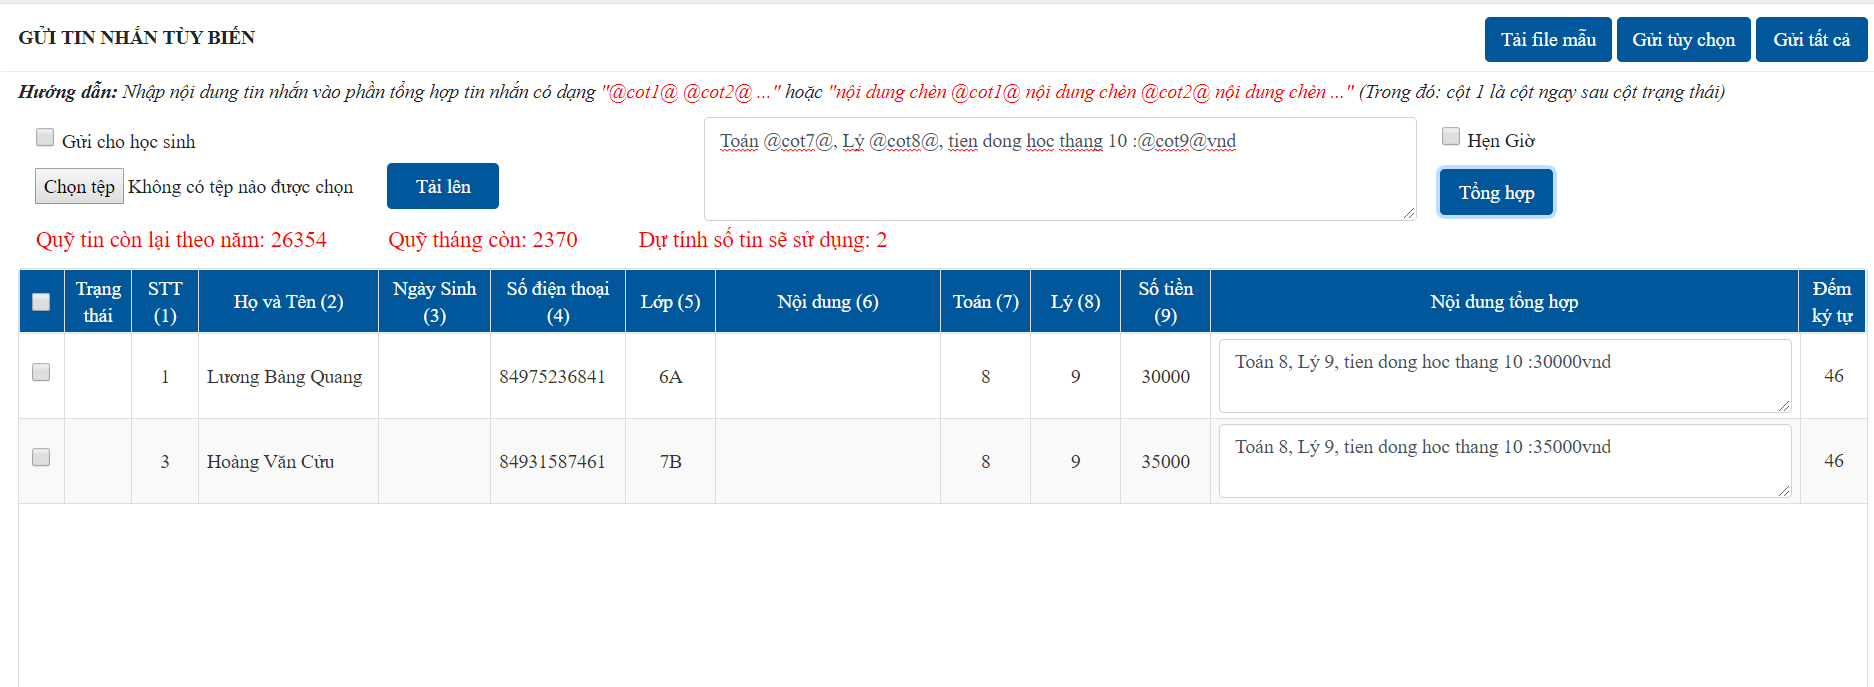 GỬI TIN NHẮN TÙY BIẾN
Tải file mẫu
Gửi tùy chọn
Gửi tất cả
Hướng dẫn: Nhập nội dung tin nhắn vào phần tổng hợp tin nhắn có dạng "@cot1@ @cot2@ ..." hoặc "nội dung chèn @cot1@ nội dung chèn @cot2@ nội dung chèn ..." (Trong đó: cột 1 là cột ngay sau cột trạng thái)
Gửi cho học sinh
Toán @cot7@, Lý @cot8@, tien dong hoc thang 10 :@cot9@vnd
Hẹn Giờ
Chọn tệp Không có tệp nào được chọn
Tải lên
Tổng hợp
Quỹ tin còn lại theo năm: 26354
Quỹ tháng còn: 2370
Dự tính số tin sẽ sử dụng: 2
Trạng thái
STT (1)
Họ và Tên (2)
Ngày Sinh (3)
Số điện thoại (4)
Lớp (5)
Nội dung (6)
Toán (7)
Lý (8)
Số tiền (9)
Nội dung tổng hợp
Đếm ký tự
1 Lương Bàng Quang 84975236841 6A 8 9 30000 Toán 8, Lý 9, tien dong hoc thang 10 :30000vnd 46
3 Hoàng Văn Cửu 84931587461 7B 8 9 35000 Toán 8, Lý 9, tien dong hoc thang 10 :35000vnd 46